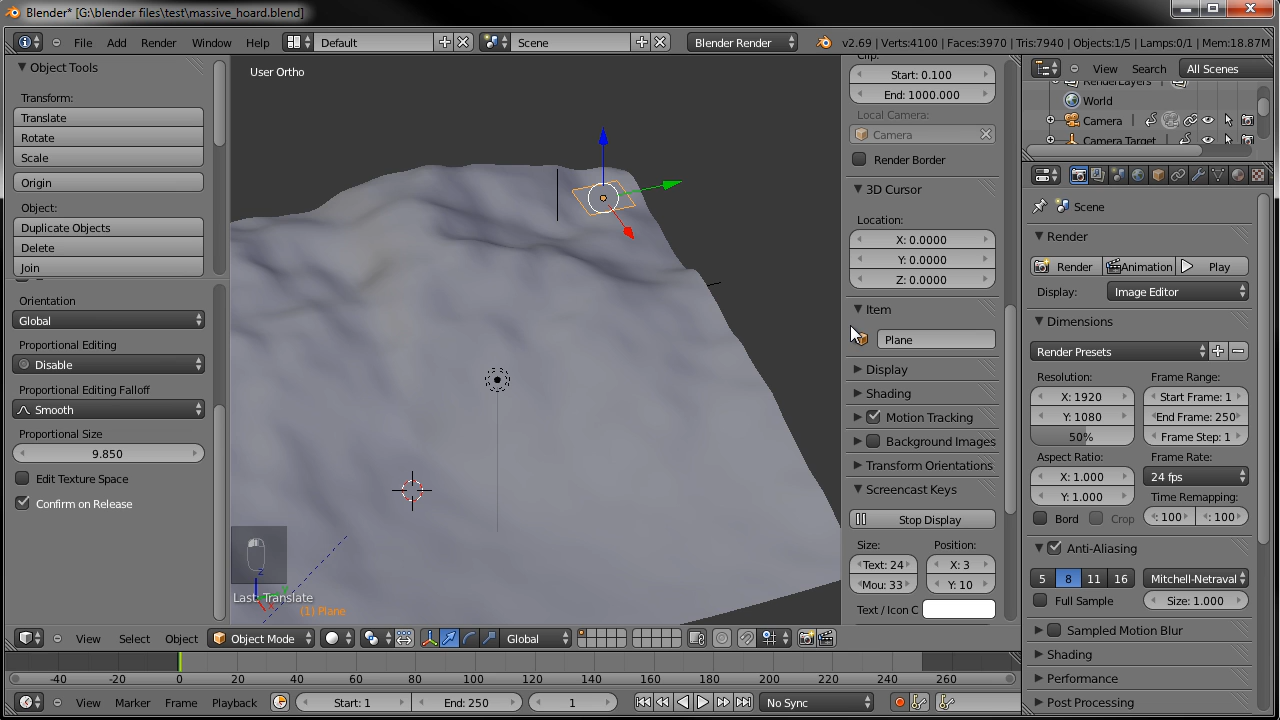 Blender* [G:\blender files\test\massive_hoard.blend]
File Add Render Window Help Default Scene Blender Render v2.69 | Verts:4100 | Faces:3970 | Tris:7940 | Objects:1/5 | Lamps:0/1 | Mem:18.87M
Object Tools
Transform:
Translate
Rotate
Scale
Origin
Object:
Duplicate Objects
Delete
Join
Orientation
Global
Proportional Editing
Disable
Proportional Editing Falloff
Smooth
Proportional Size
9.850
Edit Texture Space
Confirm on Release
User Ortho
Last: Translate
(1) Plane
Clip:
Start: 0.100
End: 1000.000
Local Camera:
Camera
Render Border
3D Cursor
Location:
X: 0.0000
Y: 0.0000
Z: 0.0000
Item
Plane
Display
Shading
Motion Tracking
Background Images
Transform Orientations
Screencast Keys
Stop Display
Size: Position:
Text: 24 X: 3
Mou: 33 Y: 10
Text / Icon C
View Search All Scenes
RenderLayers
World
Camera
Camera Target
Scene
Render
Render Animation Play
Display: Image Editor
Dimensions
Render Presets
Resolution: Frame Range:
X: 1920 Start Frame: 1
Y: 1080 End Frame: 250
50% Frame Step: 1
Aspect Ratio: Frame Rate:
X: 1.000 24 fps
Y: 1.000 Time Remapping:
Bord Crop : 100 : 100
Anti-Aliasing
5 8 11 16 Mitchell-Netraval
Full Sample Size: 1.000
Sampled Motion Blur
Shading
Performance
Post Processing
View Select Object Object Mode Global
-40 -20 0 20 40 60 80 100 120 140 160 180 200 220 240 260
View Marker Frame Playback Start: 1 End: 250 1 No Sync